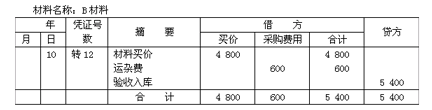 材料名称：B材料
年 凭证号数 摘 要 借 方 贷方
月 日 买价 采购费用 合计
10 转12 材料买价 4 800 4 800
运杂费 600 600
验收入库 5 400
合 计 4 800 600 5 400 5 400